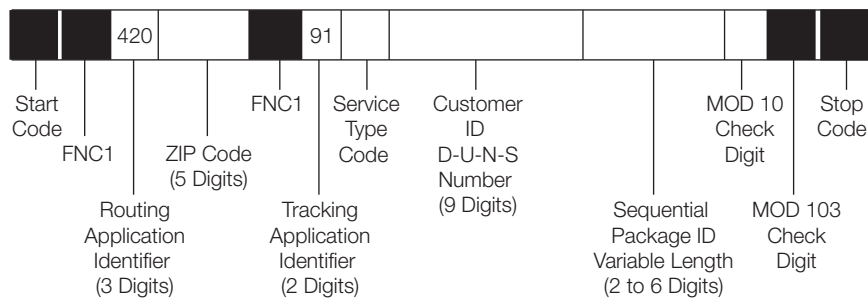 420
91
Start
Code
FNC1
Routing
Application
Identifier
(3 Digits)
ZIP Code
(5 Digits)
FNC1
Tracking
Application
Identifier
(2 Digits)
Service
Type
Code
Customer
ID
D-U-N-S
Number
(9 Digits)
Sequential
Package ID
Variable Length
(2 to 6 Digits)
MOD 10
Check
Digit
MOD 103
Check
Digit
Stop
Code